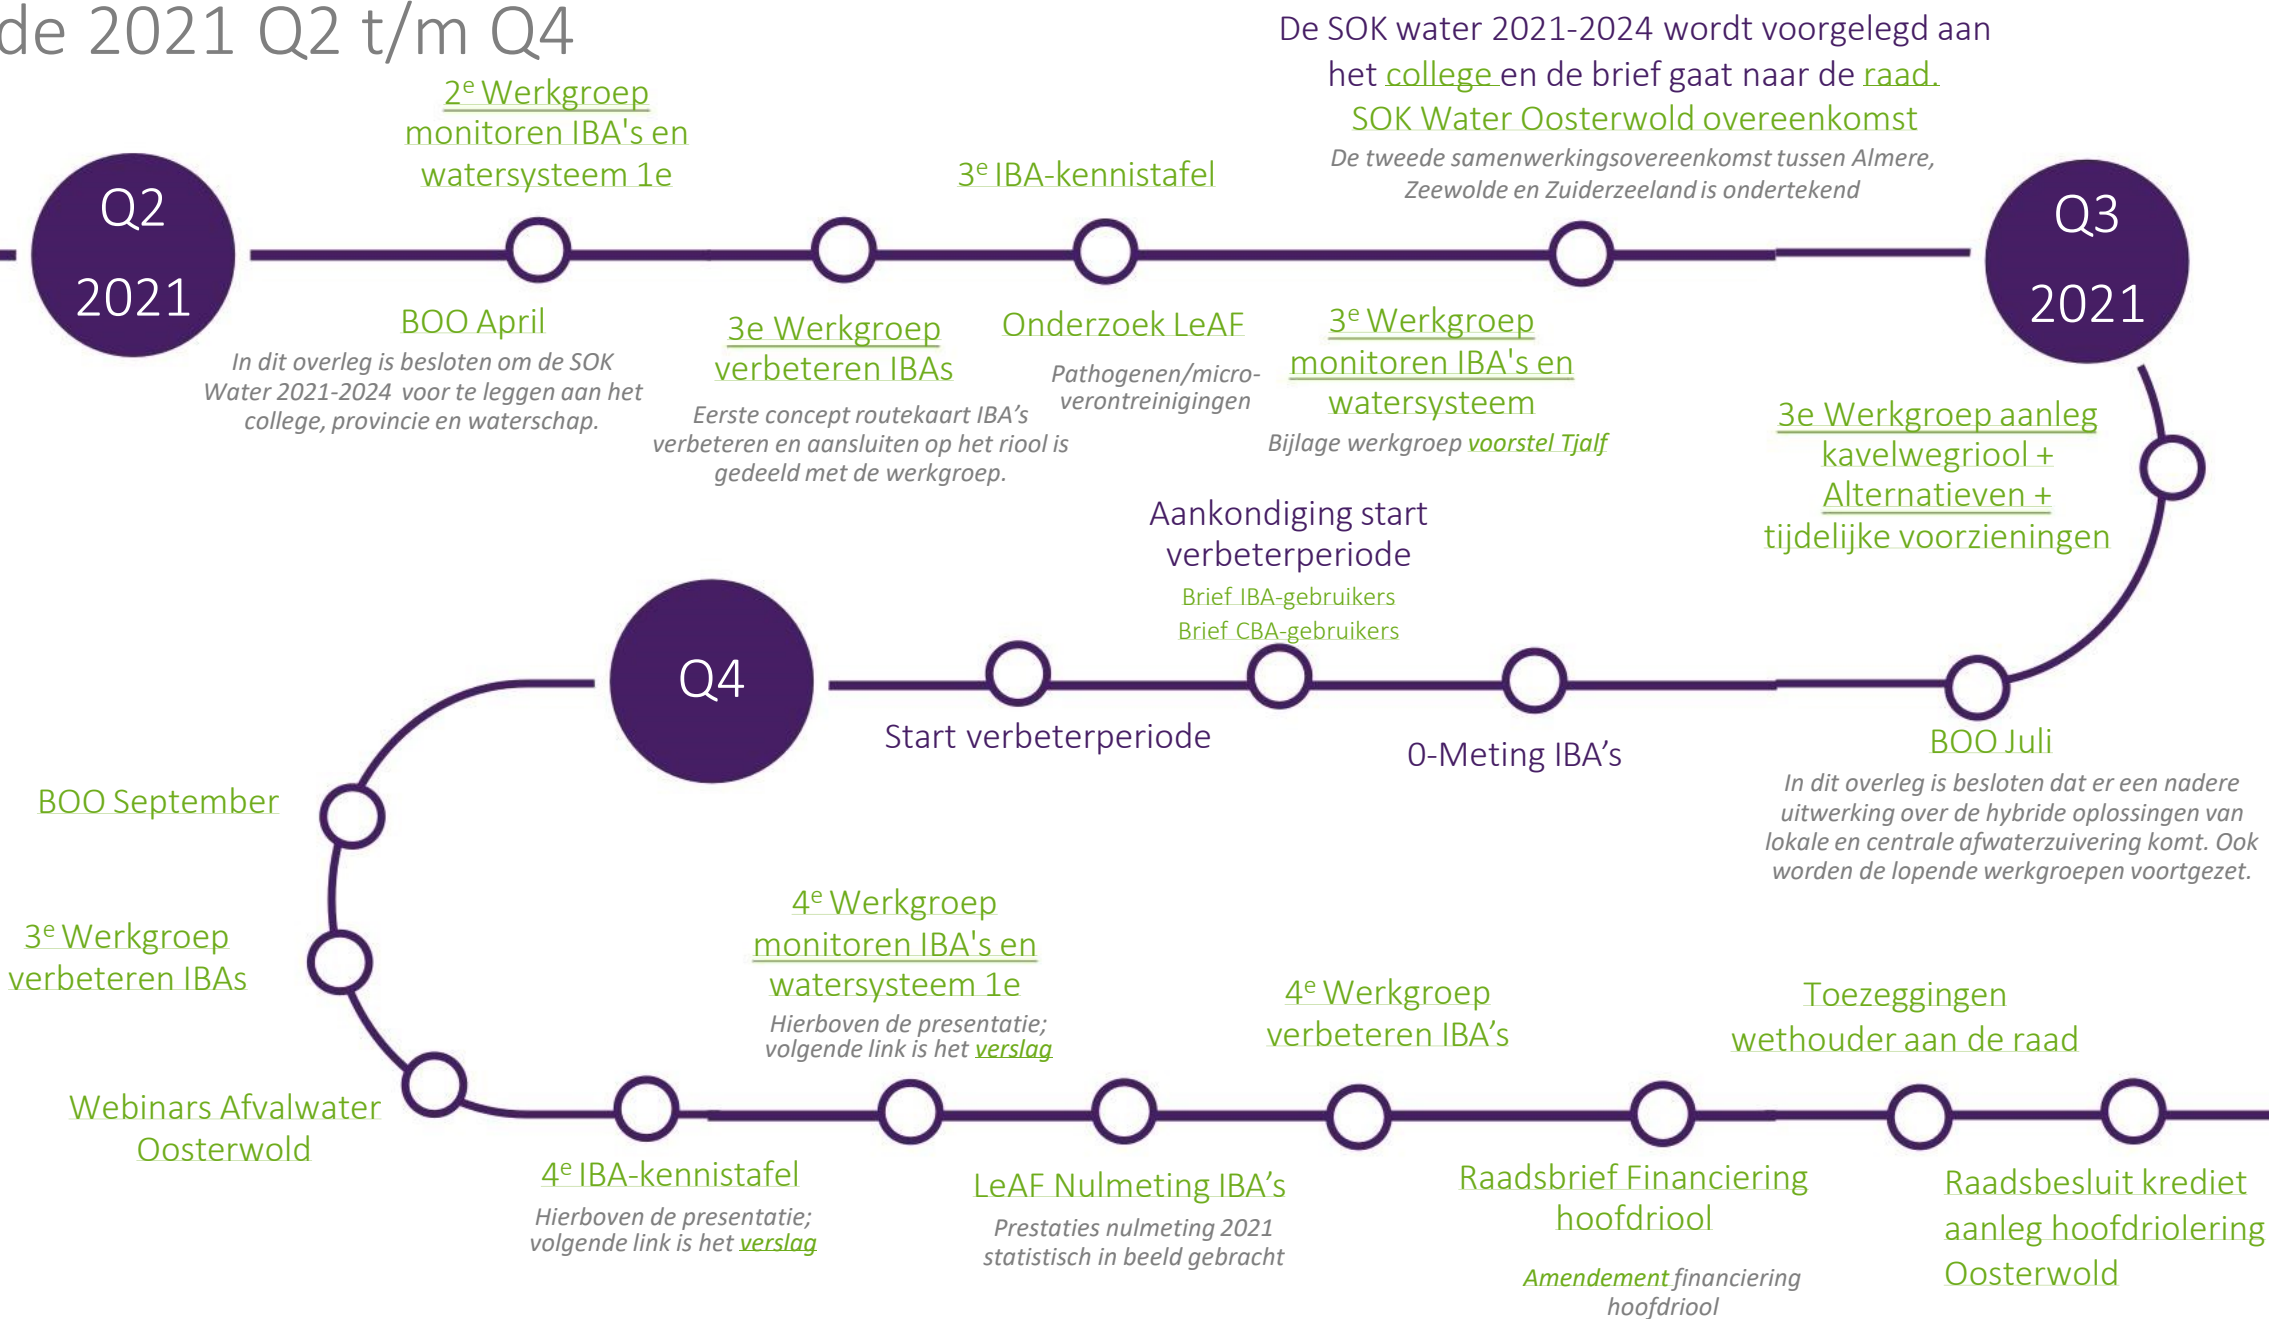 de 2021 Q2 t/m Q4
De SOK water 2021-2024 wordt voorgelegd aan
het college en de brief gaat naar de raad.
SOK Water Oosterwold overeenkomst
De tweede samenwerkingsovereenkomst tussen Almere,
Zeewolde en Zuiderzeeland is ondertekend
2e Werkgroep
monitoren IBA's en
watersysteem 1e
3e IBA-kennistafel
Q2
2021
Q3
2021
BOO April
In dit overleg is besloten om de SOK
Water 2021-2024 voor te leggen aan het
college, provincie en waterschap.
3e Werkgroep
verbeteren IBAs
Eerste concept routekaart IBA’s
verbeteren en aansluiten op het riool is
gedeeld met de werkgroep.
Onderzoek LeAF
Pathogenen/micro-
verontreinigingen
3e Werkgroep
monitoren IBA's en
watersysteem
Bijlage werkgroep voorstel Tjalf
3e Werkgroep aanleg
kavelwegriool +
Alternatieven +
tijdelijke voorzieningen
Aankondiging start
verbeterperiode
Brief IBA-gebruikers
Brief CBA-gebruikers
Q4
Start verbeterperiode
0-Meting IBA’s
BOO Juli
In dit overleg is besloten dat er een nadere
uitwerking over de hybride oplossingen van
lokale en centrale afwaterzuivering komt. Ook
worden de lopende werkgroepen voortgezet.
BOO September
3e Werkgroep
verbeteren IBAs
Webinars Afvalwater
Oosterwold
4e Werkgroep
monitoren IBA's en
watersysteem 1e
Hierboven de presentatie;
volgende link is het verslag
4e Werkgroep
verbeteren IBA’s
Toezeggingen
wethouder aan de raad
4e IBA-kennistafel
Hierboven de presentatie;
volgende link is het verslag
LeAF Nulmeting IBA’s
Prestaties nulmeting 2021
statistisch in beeld gebracht
Raadsbrief Financiering
hoofdriool
Amendement financiering
hoofdriool
Raadsbesluit krediet
aanleg hoofdriolering
Oosterwold